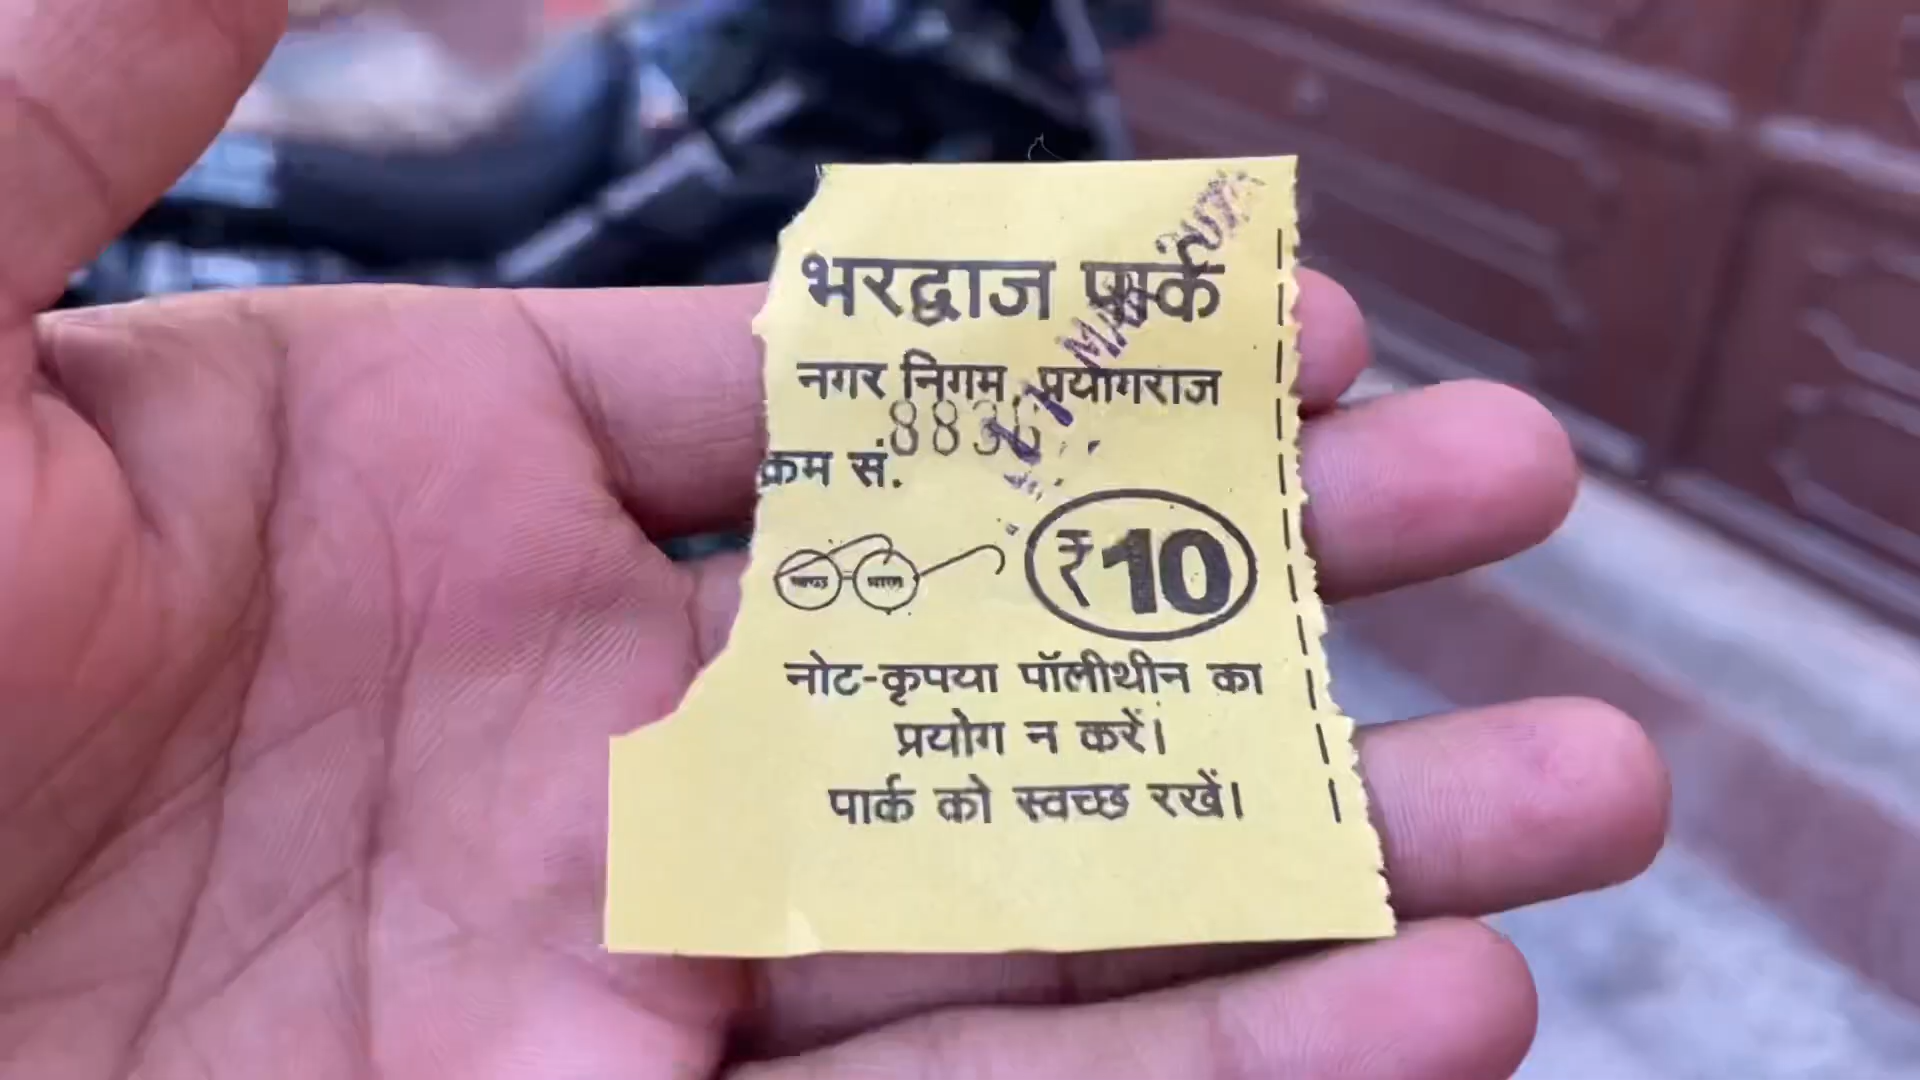 भरद्वाज पार्क
नगर निगम, प्रयागराज
क्रम सं.
₹10
नोट-कृपया पॉलीथीन का
प्रयोग न करें।
पार्क को स्वच्छ रखें।